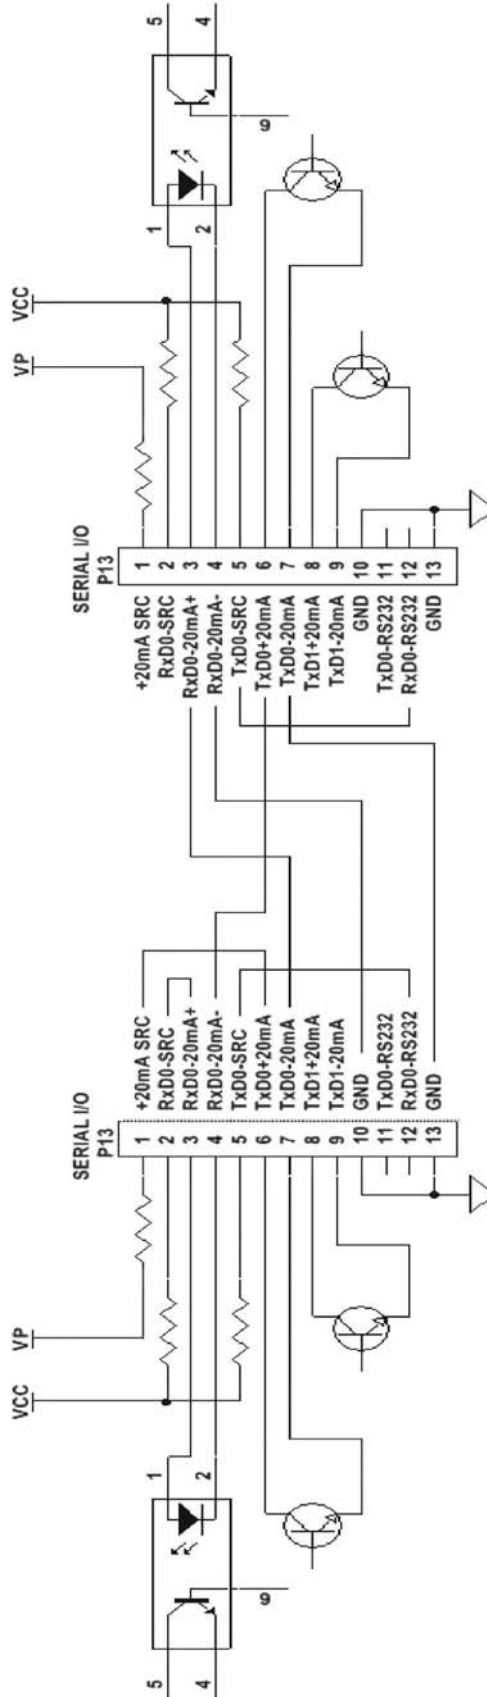 VCC
VP
SERIAL I/O
P13
5
4
6
1
2
1 +20mA SRC
2 RxD0-SRC
3 RxD0-20mA+
4 RxD0-20mA-
5 TxD0-SRC
6 TxD0+20mA
7 TxD0-20mA
8 TxD1+20mA
9 TxD1-20mA
10 GND
11 TxD0-RS232
12 RxD0-RS232
13 GND
SERIAL I/O
P13
VP
VCC
+20mA SRC 1
RxD0-SRC 2
RxD0-20mA+ 3
RxD0-20mA- 4
TxD0-SRC 5
TxD0+20mA 6
TxD0-20mA 7
TxD1+20mA 8
TxD1-20mA 9
GND 10
TxD0-RS232 11
RxD0-RS232 12
GND 13
1
2
6
5
4